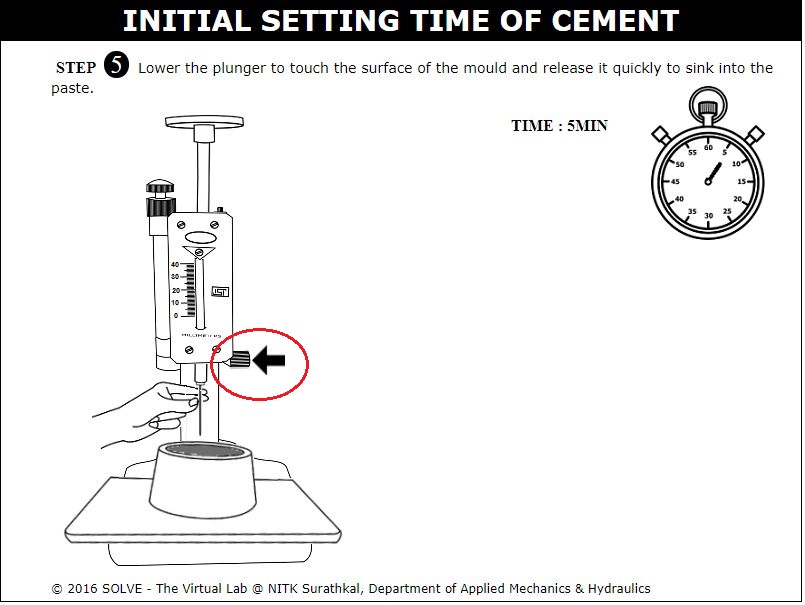 INITIAL SETTING TIME OF CEMENT
STEP 5 Lower the plunger to touch the surface of the mould and release it quickly to sink into the
paste.
TIME : 5MIN
60
55 5
50 10
45 15
40 20
35 25
30
40
30
20
10
0
MILLIMETERS
© 2016 SOLVE - The Virtual Lab @ NITK Surathkal, Department of Applied Mechanics & Hydraulics